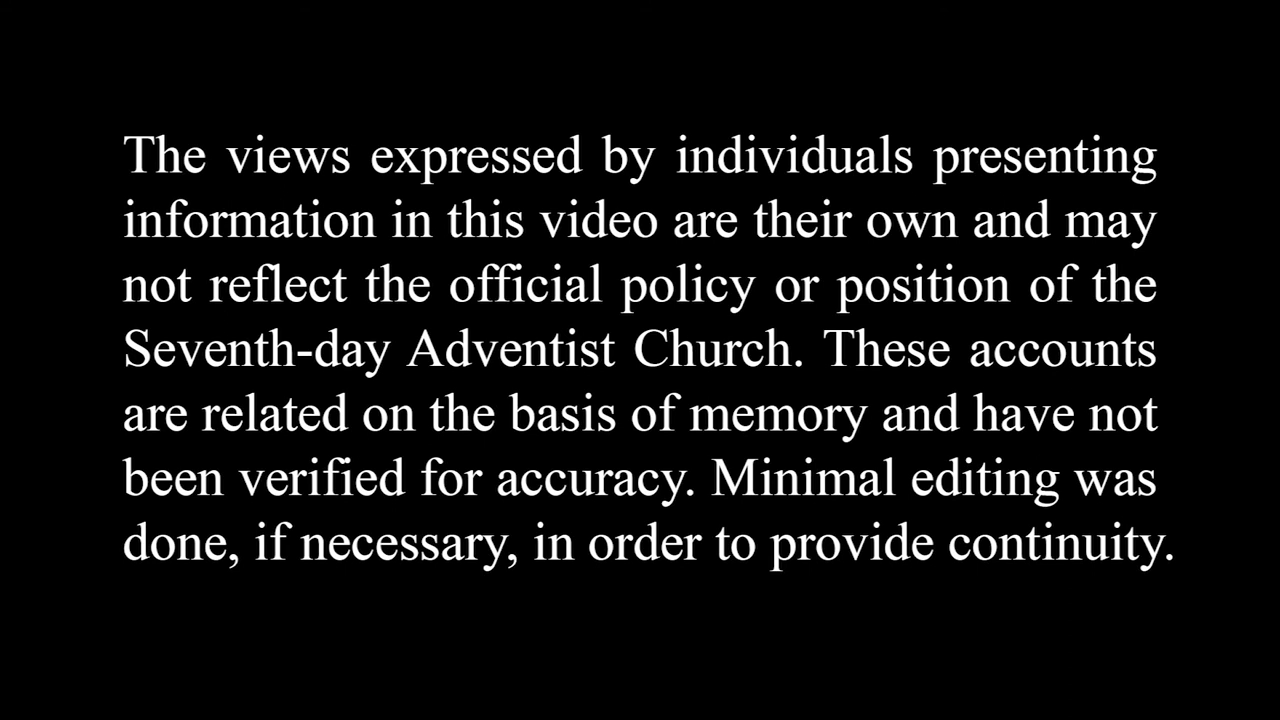 The views expressed by individuals presenting
information in this video are their own and may
not reflect the official policy or position of the
Seventh-day Adventist Church. These accounts
are related on the basis of memory and have not
been verified for accuracy. Minimal editing was
done, if necessary, in order to provide continuity.